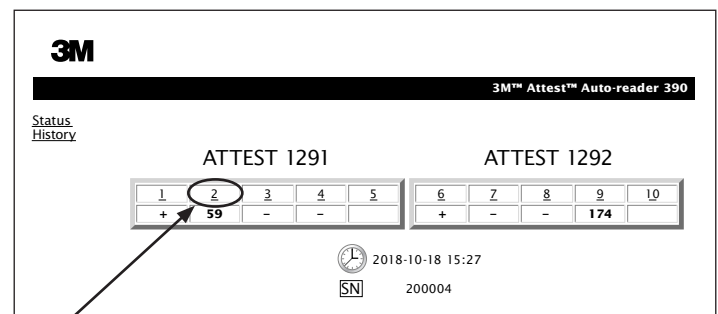 3M
3M™ Attest™ Auto-reader 390
Status
History
ATTEST 1291 ATTEST 1292
1 2 3 4 5 6 7 8 9 10
+ 59 – – + – – 174
2018-10-18 15:27
SN 200004